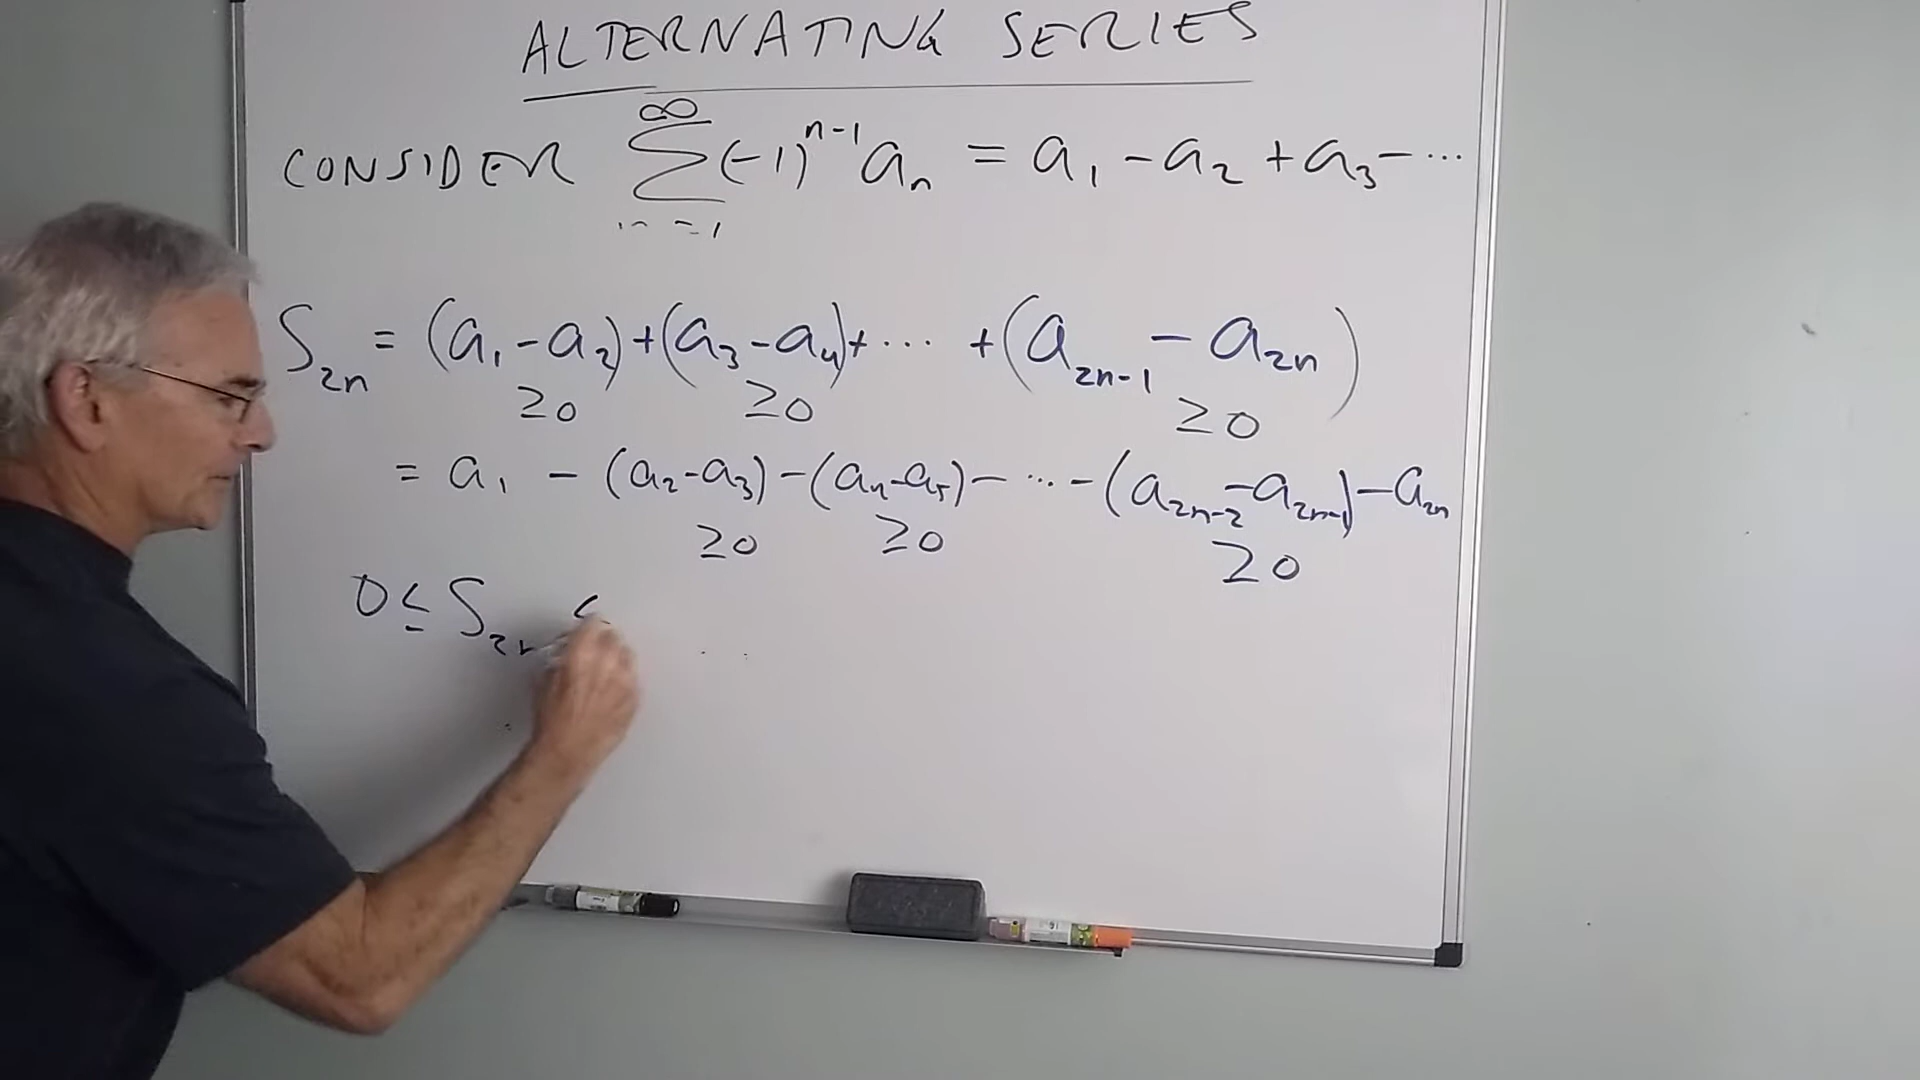 ALTERNATING SERIES
CONSIDER ∞ Σ n=1 (-1)^{n-1} a_n = a_1 - a_2 + a_3 - ...
S_{2n} = (a_1 - a_2) + (a_3 - a_4) + ... + (a_{2n-1} - a_{2n})
≥0 ≥0 ≥0
= a_1 - (a_2 - a_3) - (a_4 - a_5) - ... - (a_{2n-2} - a_{2n-1}) - a_{2n}
≥0 ≥0 ≥0
0 ≤ S_{2n} ≤